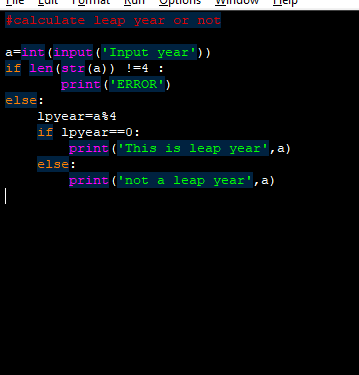 File Edit Format Run Options Window Help
#calculate leap year or not
a=int(input('Input year'))
if len(str(a)) !=4 :
print('ERROR')
else:
lpyear=a%4
if lpyear==0:
print('This is leap year',a)
else:
print('not a leap year',a)